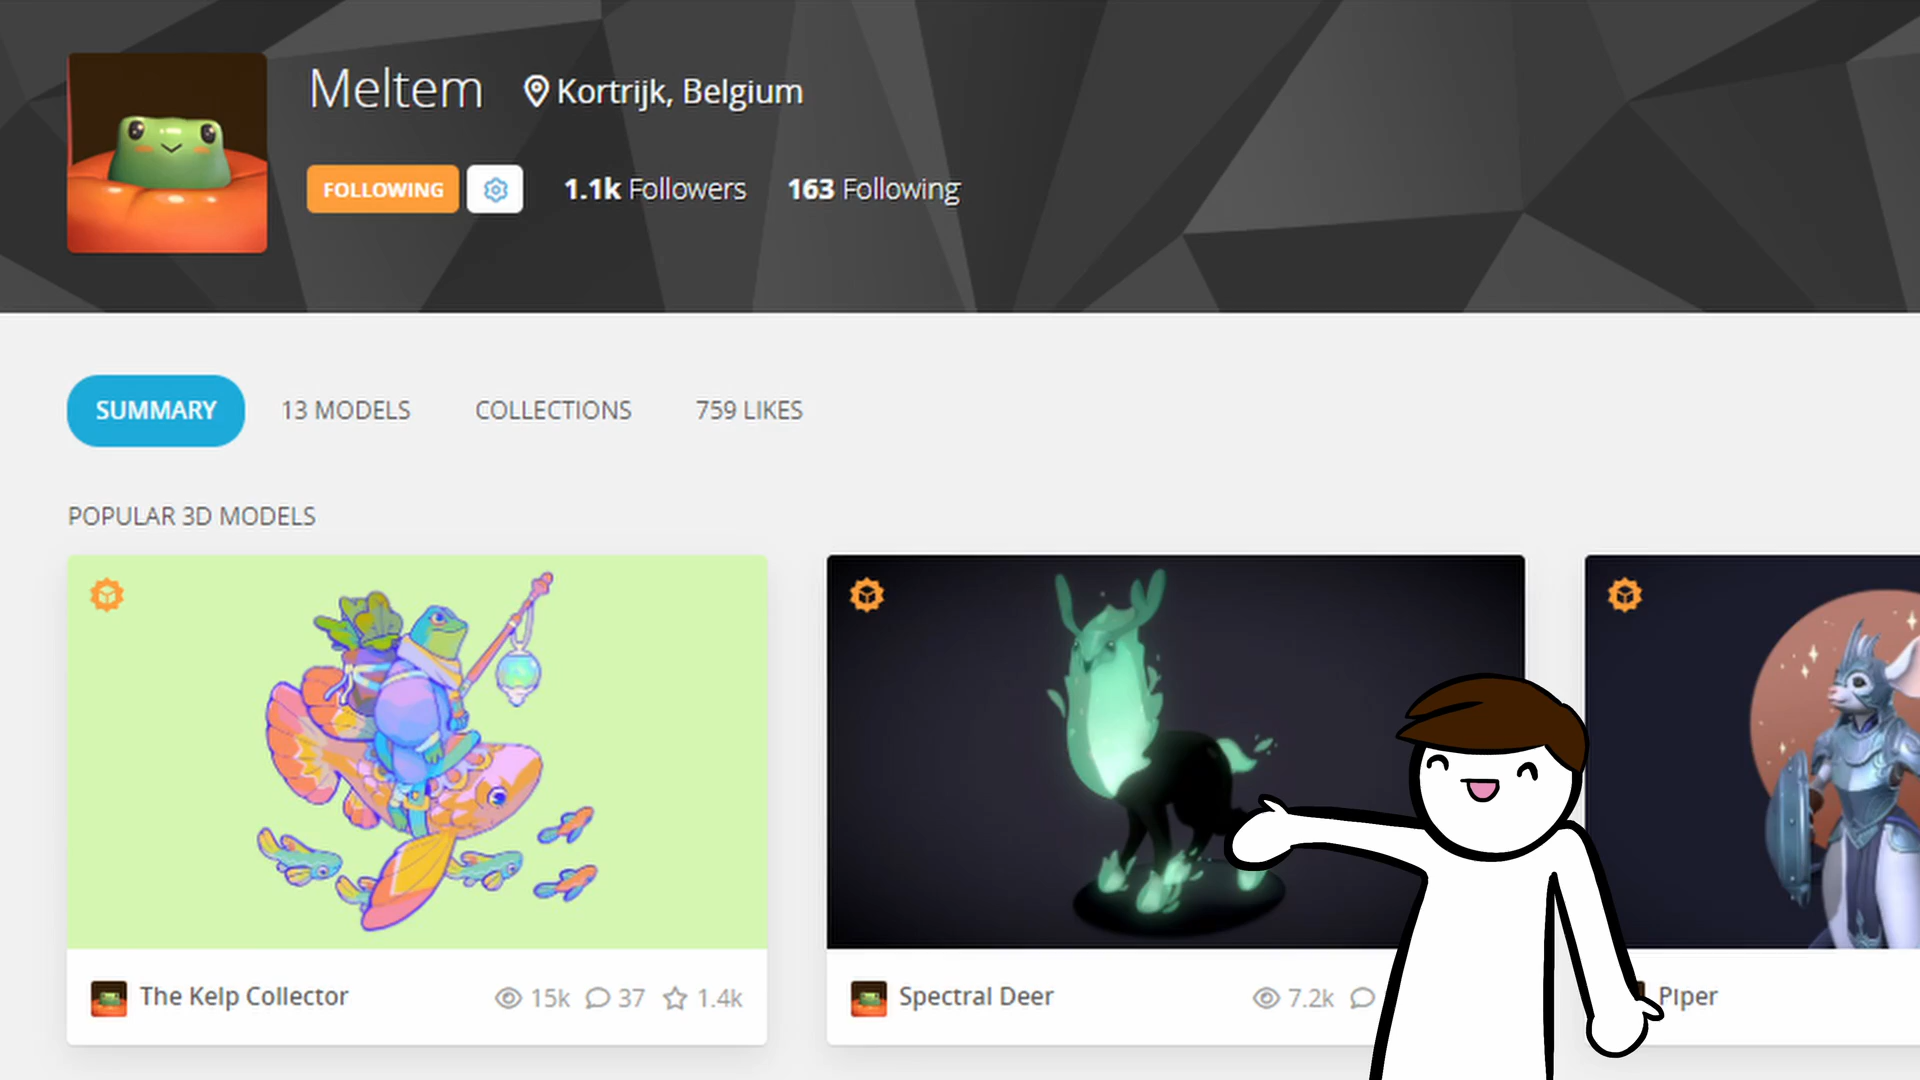 Meltem Kortrijk, Belgium
FOLLOWING 1.1k Followers 163 Following
SUMMARY 13 MODELS COLLECTIONS 759 LIKES
POPULAR 3D MODELS
The Kelp Collector 15k 37 1.4k
Spectral Deer 7.2k
Piper